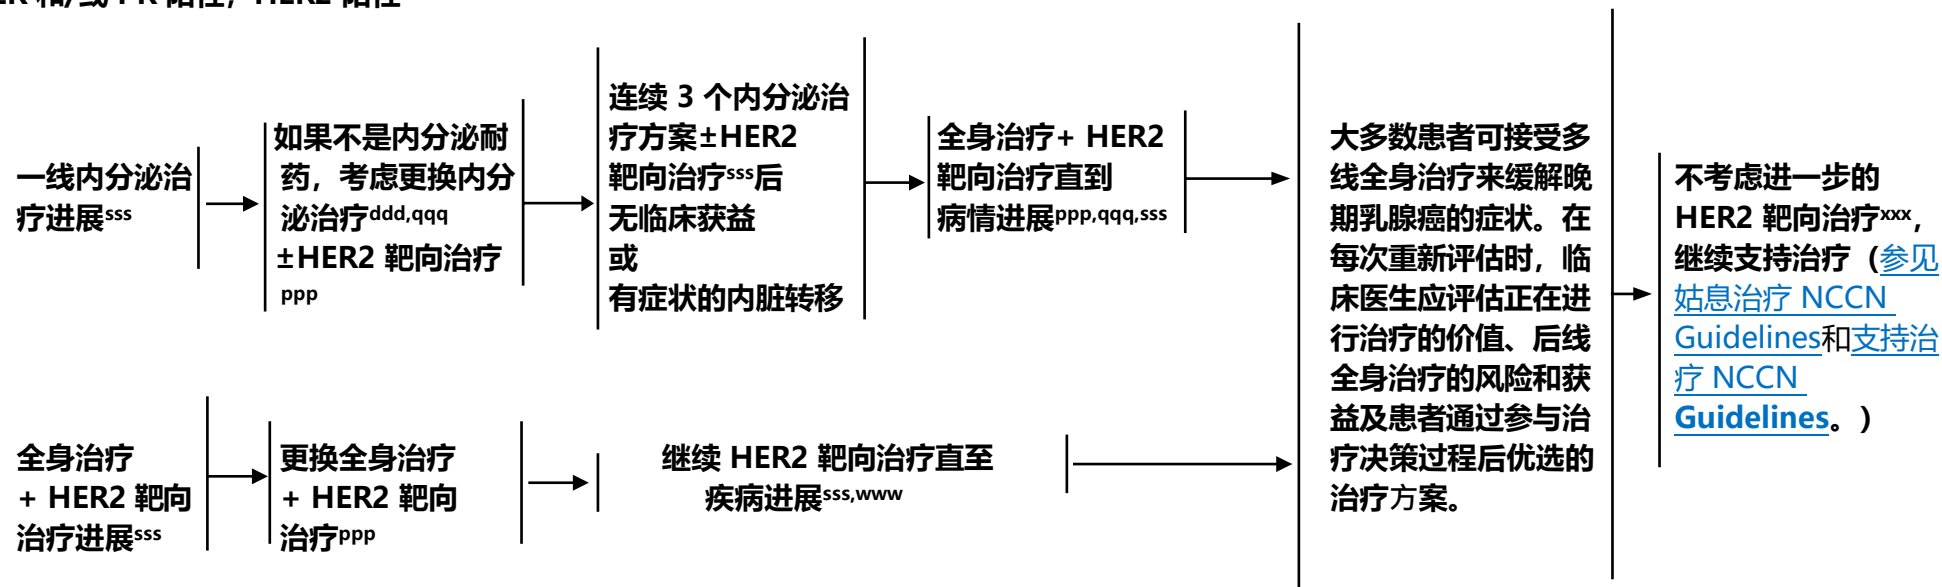 一线内分泌治
疗进展sss
如果不是内分泌耐
药，考虑更换内分
泌治疗ddd,qqq
±HER2 靶向治疗
ppp
连续 3 个内分泌治
疗方案±HER2
靶向治疗sss后
无临床获益
或
有症状的内脏转移
全身治疗+ HER2
靶向治疗直到
病情进展ppp,qqq,sss
全身治疗
+ HER2 靶向
治疗进展sss
更换全身治疗
+ HER2 靶向
治疗ppp
继续 HER2 靶向治疗直至
疾病进展sss,www
大多数患者可接受多
线全身治疗来缓解晚
期乳腺癌的症状。在
每次重新评估时，临
床医生应评估正在进
行治疗的价值、后线
全身治疗的风险和获
益及患者通过参与治
疗决策过程后优选的
治疗方案。
不考虑进一步的
HER2 靶向治疗xxx，
继续支持治疗（参见
姑息治疗 NCCN
Guidelines和支持治
疗 NCCN
Guidelines。）